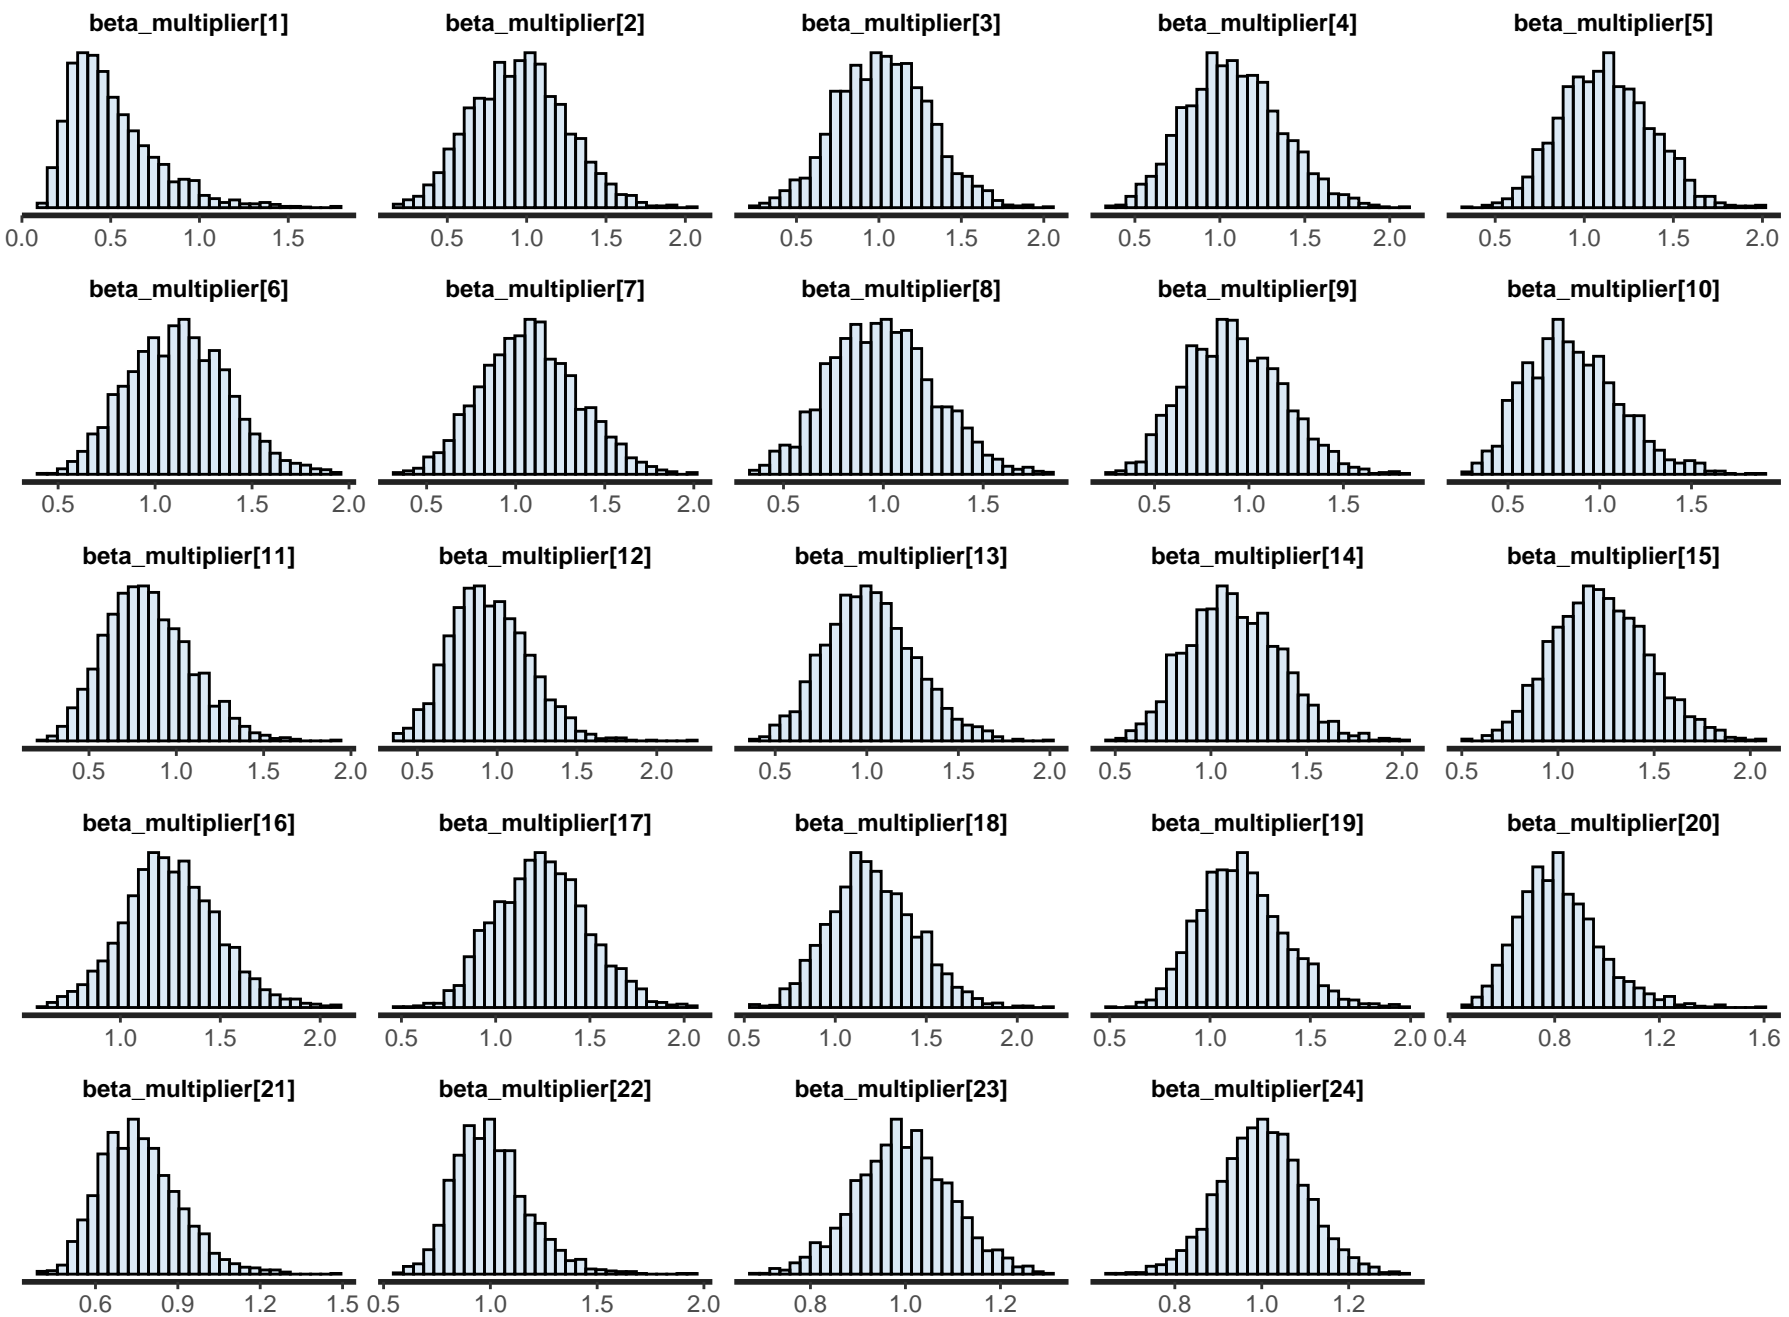 beta_multiplier[1] beta_multiplier[2] beta_multiplier[3] beta_multiplier[4] beta_multiplier[5]
0.0 0.5 1.0 1.5 0.5 1.0 1.5 2.0 0.5 1.0 1.5 2.0 0.5 1.0 1.5 2.0 0.5 1.0 1.5 2.0
beta_multiplier[6] beta_multiplier[7] beta_multiplier[8] beta_multiplier[9] beta_multiplier[10]
0.5 1.0 1.5 2.0 0.5 1.0 1.5 2.0 0.5 1.0 1.5 0.5 1.0 1.5 0.5 1.0 1.5
beta_multiplier[11] beta_multiplier[12] beta_multiplier[13] beta_multiplier[14] beta_multiplier[15]
0.5 1.0 1.5 2.0 0.5 1.0 1.5 2.0 0.5 1.0 1.5 2.0 0.5 1.0 1.5 2.0 0.5 1.0 1.5 2.0
beta_multiplier[16] beta_multiplier[17] beta_multiplier[18] beta_multiplier[19] beta_multiplier[20]
1.0 1.5 2.0 0.5 1.0 1.5 2.0 0.5 1.0 1.5 2.0 0.5 1.0 1.5 2.0 0.4 0.8 1.2 1.6
beta_multiplier[21] beta_multiplier[22] beta_multiplier[23] beta_multiplier[24]
0.6 0.9 1.2 1.5 0.5 1.0 1.5 2.0 0.8 1.0 1.2 0.8 1.0 1.2